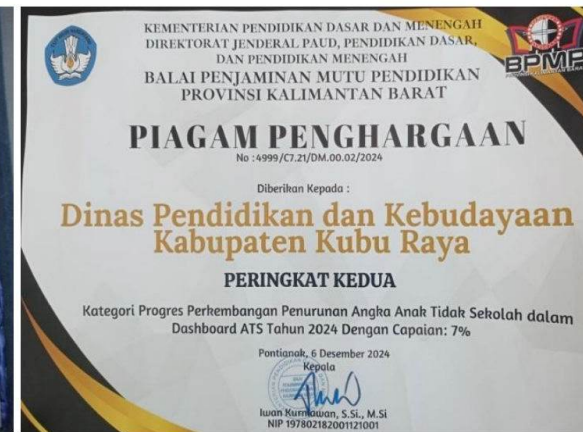 KEMENTERIAN PENDIDIKAN DASAR DAN MENENGAH
DIREKTORAT JENDERAL PAUD, PENDIDIKAN DASAR,
DAN PENDIDIKAN MENENGAH
BALAI PENJAMINAN MUTU PENDIDIKAN
PROVINSI KALIMANTAN BARAT
BPMP
PIAGAM PENGHARGAAN
No :4999/C7.21/DM.00.02/2024
Diberikan Kepada :
Dinas Pendidikan dan Kebudayaan
Kabupaten Kubu Raya
PERINGKAT KEDUA
Kategori Progres Perkembangan Penurunan Angka Anak Tidak Sekolah dalam
Dashboard ATS Tahun 2024 Dengan Capaian: 7%
Pontianak, 6 Desember 2024
Kepala
Iwan Kurniawan, S.Si., M.Si
NIP 197802182001121001